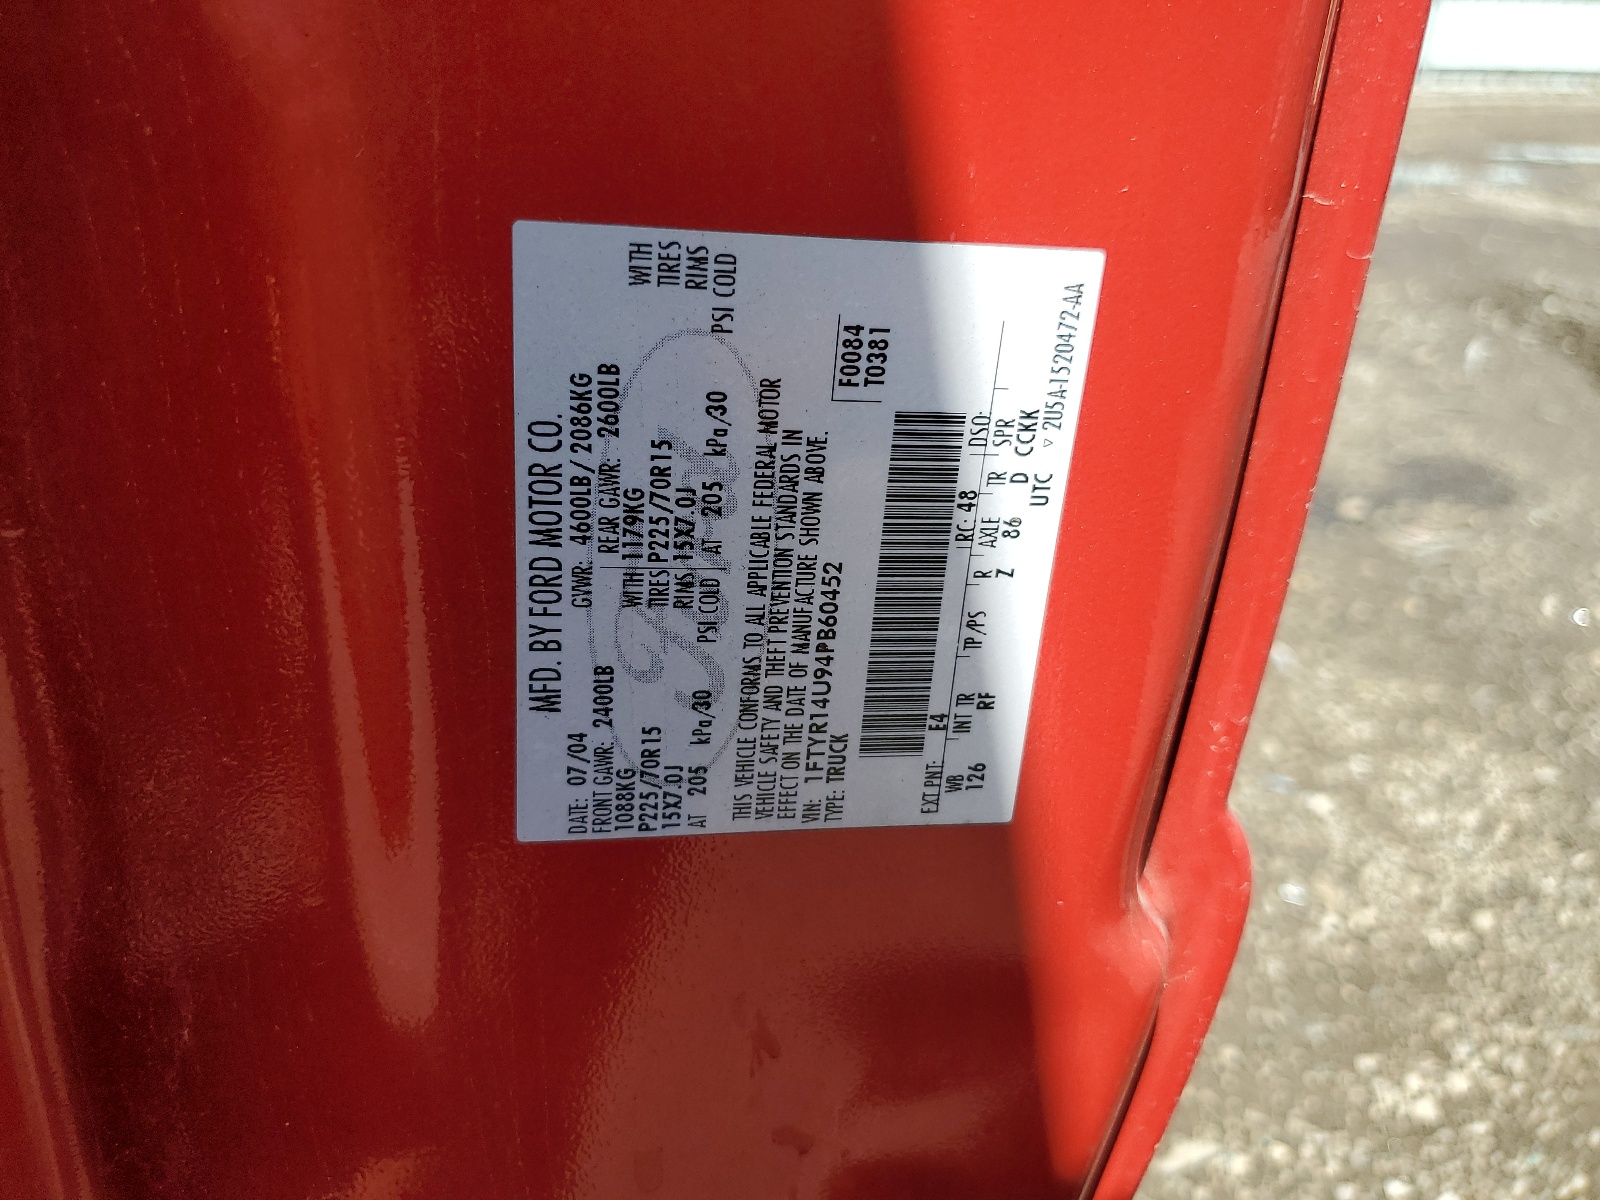 MFD. BY FORD MOTOR CO.
DATE: 07/04 GVWR: 4600LB/2086KG
FRONT GAWR: 2400LB REAR GAWR: 2600LB
1088KG WITH 1179KG WITH
P225/70R15 TIRES P225/70R15 TIRES
15X7.0J RIMS 15X7.0J RIMS
AT 205 kPa/30 PSI COLD AT 205 kPa/30 PSI COLD
THIS VEHICLE CONFORMS TO ALL APPLICABLE FEDERAL MOTOR
VEHICLE SAFETY AND THEFT PREVENTION STANDARDS IN
EFFECT ON THE DATE OF MANUFACTURE SHOWN ABOVE.
VIN: 1FTYR14U94PB60452 F0084
TYPE: TRUCK T0381
EXT PNT: E4 RC: 48 DSO:
WB INT TR TP/PS R AXLE TR SPR
126 RF Z 86 D CCKK
UTC ▽ 2U5A-1520472-AA
Ford